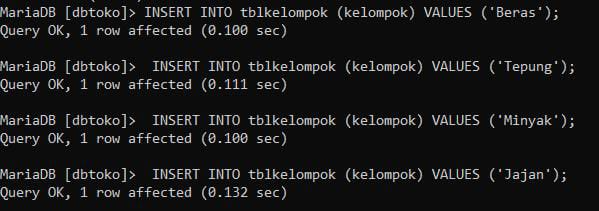 MariaDB [dbtoko]> INSERT INTO tblkelompok (kelompok) VALUES ('Beras');
Query OK, 1 row affected (0.100 sec)
MariaDB [dbtoko]>  INSERT INTO tblkelompok (kelompok) VALUES ('Tepung');
Query OK, 1 row affected (0.111 sec)
MariaDB [dbtoko]>  INSERT INTO tblkelompok (kelompok) VALUES ('Minyak');
Query OK, 1 row affected (0.100 sec)
MariaDB [dbtoko]>  INSERT INTO tblkelompok (kelompok) VALUES ('Jajan');
Query OK, 1 row affected (0.132 sec)